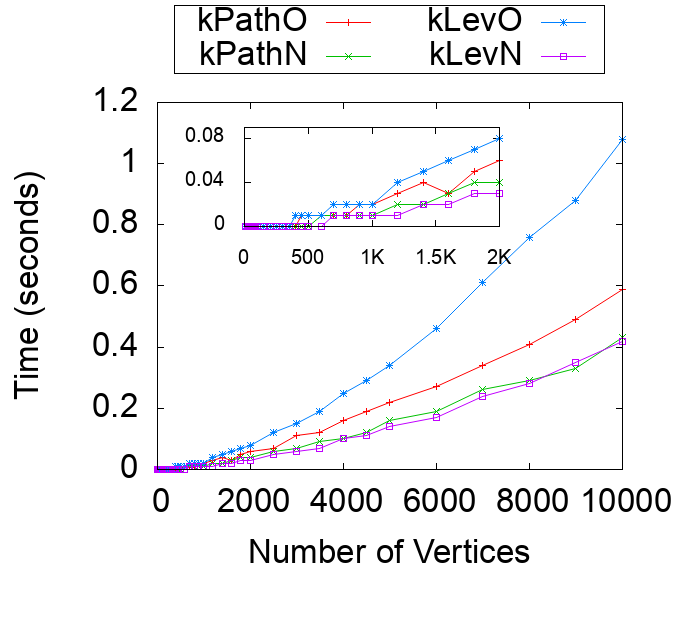 kPathO kLevO
kPathN kLevN
1.2
1
0.8
0.6
0.4
0.2
0
0.08
0.04
0
0 500 1K 1.5K 2K
0 2000 4000 6000 8000 10000
Time (seconds)
Number of Vertices